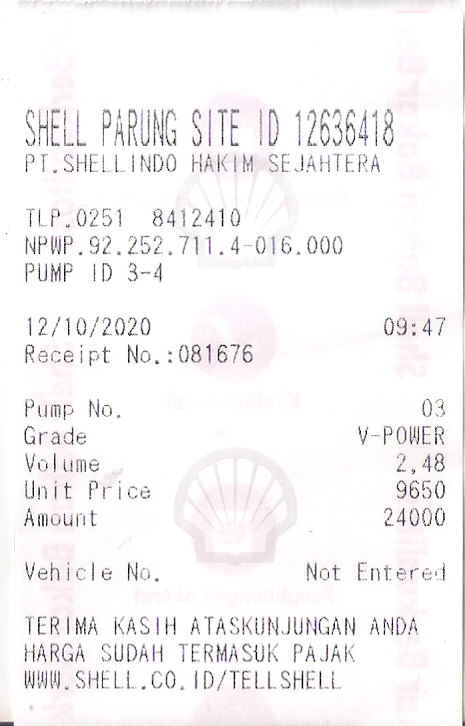 SHELL PARUNG SITE ID 12636418
PT.SHELLINDO HAKIM SEJAHTERA
TLP.0251 8412410
NPWP.92.252.711.4-016.000
PUMP ID 3-4
12/10/2020 09:47
Receipt No.:081676
Pump No. 03
Grade V-POWER
Volume 2,48
Unit Price 9650
Amount 24000
Vehicle No. Not Entered
TERIMA KASIH ATASKUNJUNGAN ANDA
HARGA SUDAH TERMASUK PAJAK
WWW.SHELL.CO.ID/TELLSHELL